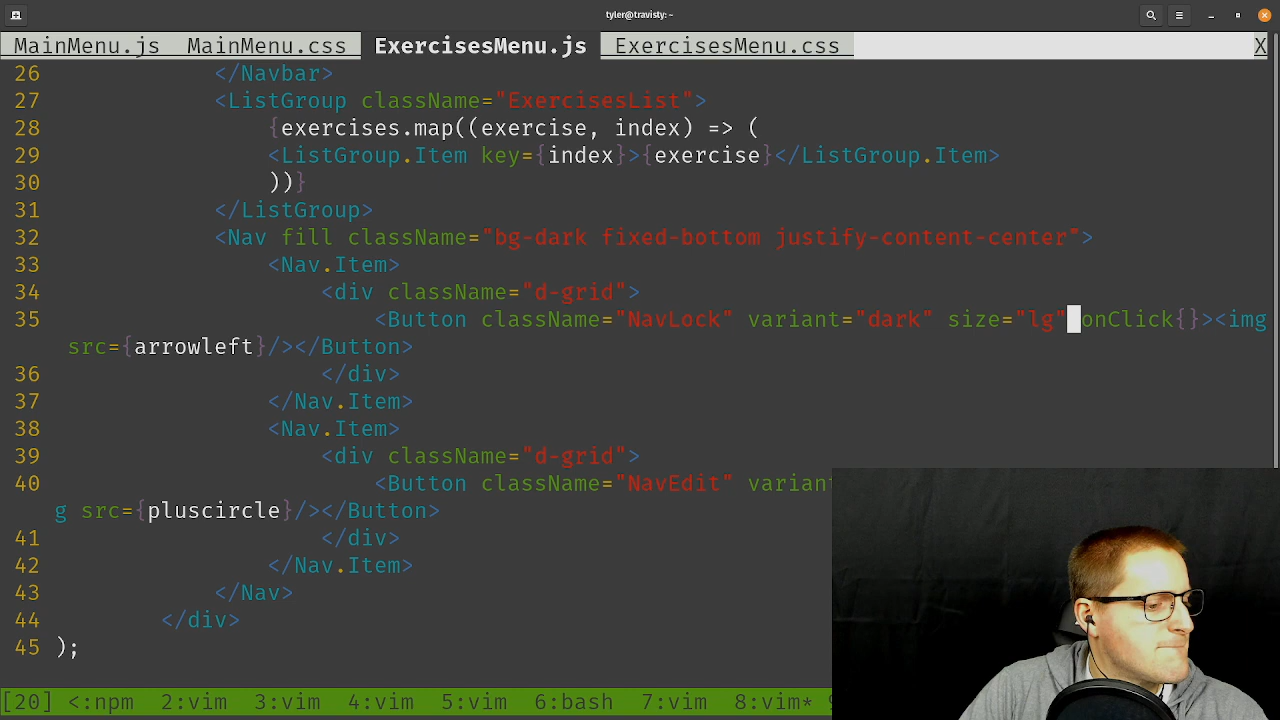 tyler@travisty: ~
MainMenu.js MainMenu.css ExercisesMenu.js ExercisesMenu.css X
26 </Navbar>
27 <ListGroup className="ExercisesList">
28 {exercises.map((exercise, index) => (
29 <ListGroup.Item key={index}>{exercise}</ListGroup.Item>
30 ))}
31 </ListGroup>
32 <Nav fill className="bg-dark fixed-bottom justify-content-center">
33 <Nav.Item>
34 <div className="d-grid">
35 <Button className="NavLock" variant="dark" size="lg" onClick{}><img
src={arrowleft}/></Button>
36 </div>
37 </Nav.Item>
38 <Nav.Item>
39 <div className="d-grid">
40 <Button className="NavEdit" variant
g src={pluscircle}/></Button>
41 </div>
42 </Nav.Item>
43 </Nav>
44 </div>
45 );
[20] <:npm 2:vim 3:vim 4:vim 5:vim 6:bash 7:vim 8:vim*